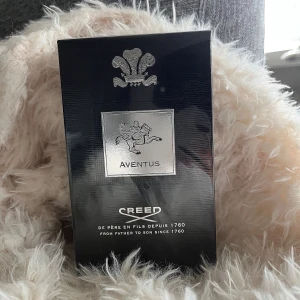 AVENTUS
CREED
DE PÈRE EN FILS DEPUIS 1760
FROM FATHER TO SON SINCE 1760